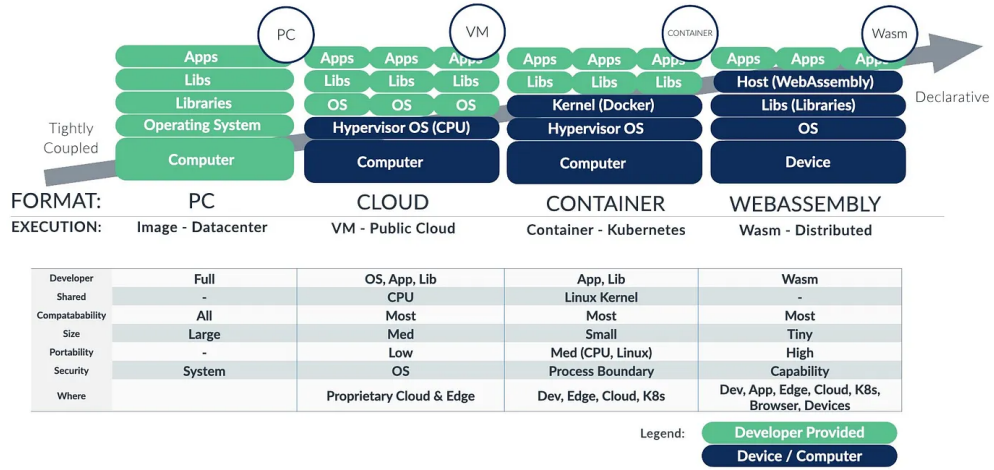 PC
VM
CONTAINER
Wasm
Apps
Libs
Libraries
Operating System
Computer
Apps Apps Apps
Libs Libs Libs
OS OS OS
Hypervisor OS (CPU)
Computer
Apps Apps Apps
Libs Libs Libs
Kernel (Docker)
Hypervisor OS
Computer
Apps Apps Apps
Host (WebAssembly)
Libs (Libraries)
OS
Device
Tightly
Coupled
Declarative
FORMAT: PC CLOUD CONTAINER WEBASSEMBLY
EXECUTION: Image - Datacenter VM - Public Cloud Container - Kubernetes Wasm - Distributed
Developer Full OS, App, Lib App, Lib Wasm
Shared - CPU Linux Kernel -
Compatabability All Most Most Most
Size Large Med Small Tiny
Portability - Low Med (CPU, Linux) High
Security System OS Process Boundary Capability
Where Proprietary Cloud & Edge Dev, Edge, Cloud, K8s Dev, App, Edge, Cloud, K8s,
Browser, Devices
Legend: Developer Provided
Device / Computer